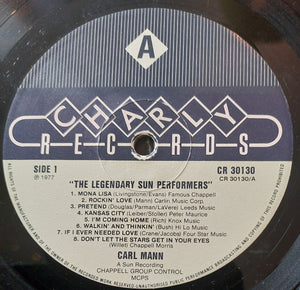 A
CHARLY
RECORDS
SIDE 1
℗ 1977
CR 30130
CR 30130/A
"THE LEGENDARY SUN PERFORMERS"
1. MONA LISA (Livingstone/Evans) Famous Chappell
2. ROCKIN' LOVE (Mann) Carlin Music Corp.
3. PRETEND (Douglas/Parman/LaVere) Leeds Music
4. KANSAS CITY (Leiber/Stoller) Peter Maurice
5. I'M COMING HOME (Rich) Knox Music
6. WALKIN' AND THINKIN' (Bush) Hi Lo Music
7. IF I EVER NEEDED LOVE (Crane/Jacobs) Four Star Music
8. DON'T LET THE STARS GET IN YOUR EYES
(Willet) Chappell Morris
CARL MANN
A Sun Recording
CHAPPELL GROUP CONTROL
MCPS